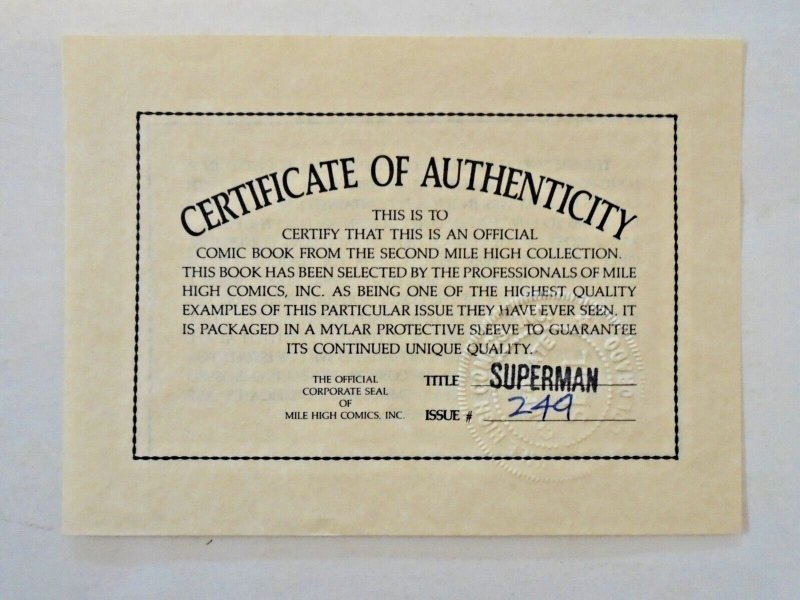 CERTIFICATE OF AUTHENTICITY
THIS IS TO
CERTIFY THAT THIS IS AN OFFICIAL
COMIC BOOK FROM THE SECOND MILE HIGH COLLECTION.
THIS BOOK HAS BEEN SELECTED BY THE PROFESSIONALS OF MILE
HIGH COMICS, INC. AS BEING ONE OF THE HIGHEST QUALITY
EXAMPLES OF THIS PARTICULAR ISSUE THEY HAVE EVER SEEN. IT
IS PACKAGED IN A MYLAR PROTECTIVE SLEEVE TO GUARANTEE
ITS CONTINUED UNIQUE QUALITY.
THE OFFICIAL
CORPORATE SEAL
OF
MILE HIGH COMICS, INC.
TITLE SUPERMAN
ISSUE # 249